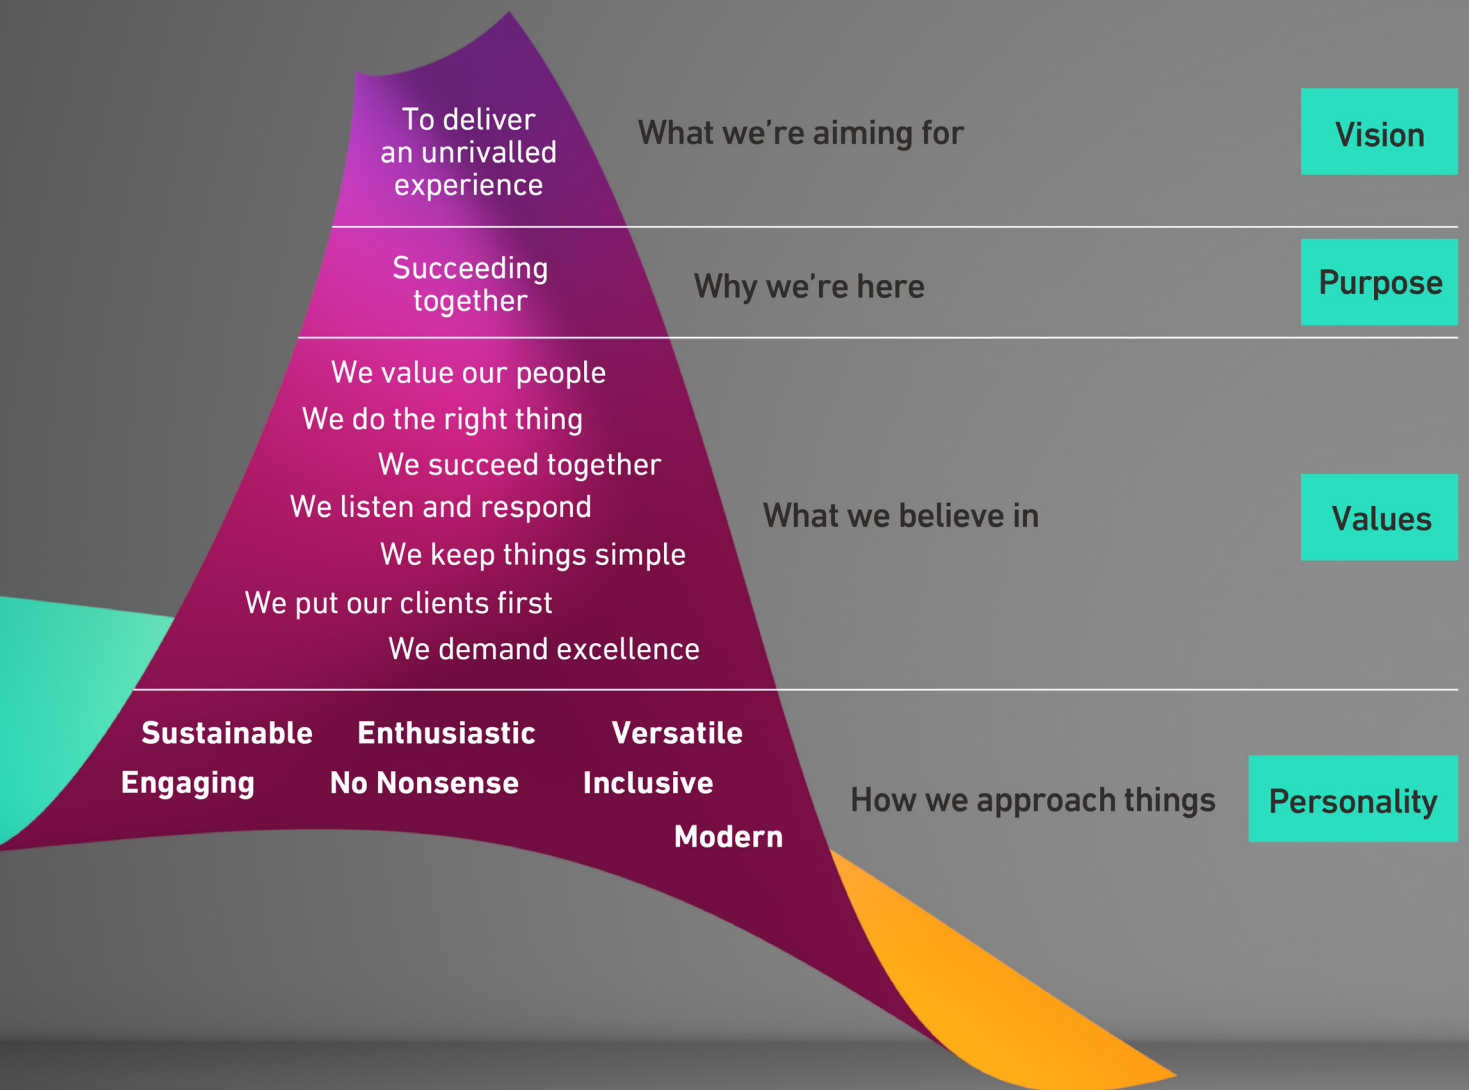 To deliver
an unrivalled
experience
What we’re aiming for
Vision
Succeeding
together
Why we’re here
Purpose
We value our people
We do the right thing
We succeed together
We listen and respond
We keep things simple
We put our clients first
We demand excellence
What we believe in
Values
Sustainable Enthusiastic Versatile
Engaging No Nonsense Inclusive
Modern
How we approach things
Personality